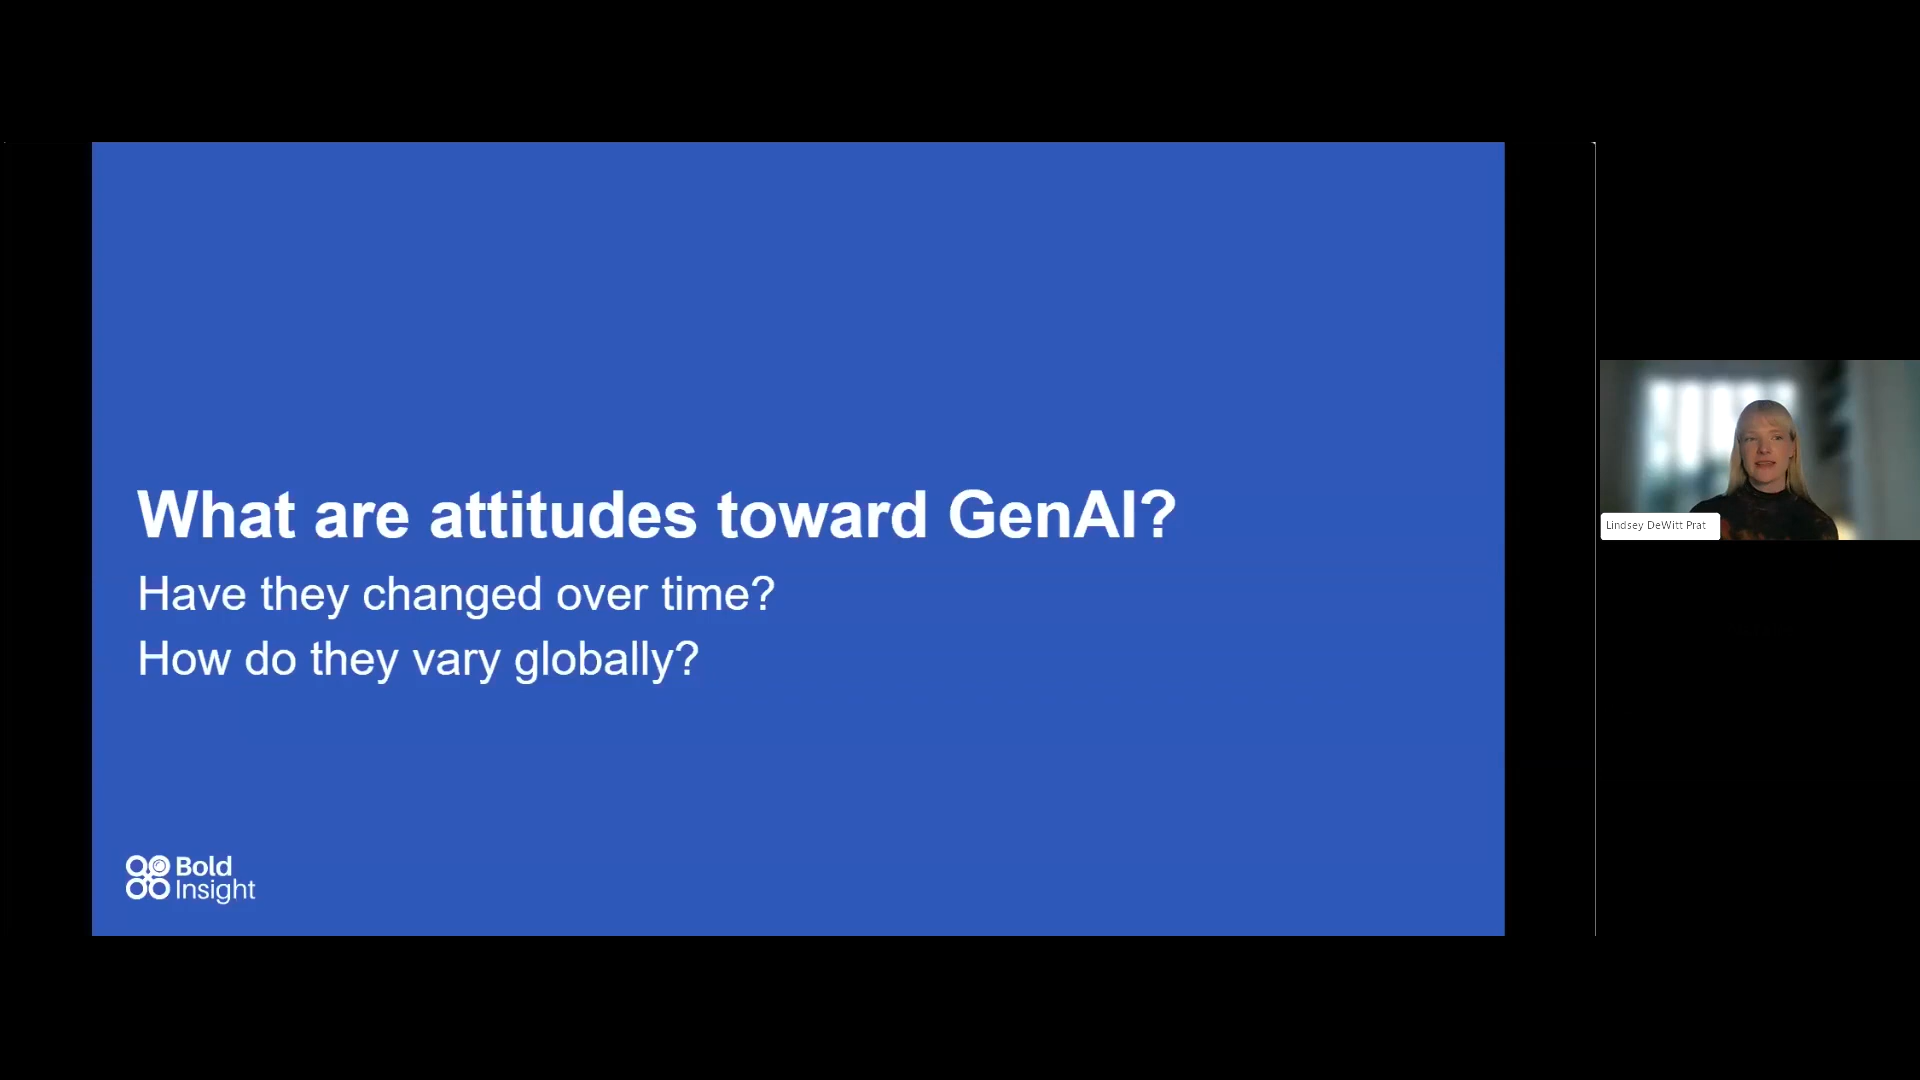 What are attitudes toward GenAI?
Have they changed over time?
How do they vary globally?
Bold
Insight
Lindsey DeWitt Prat